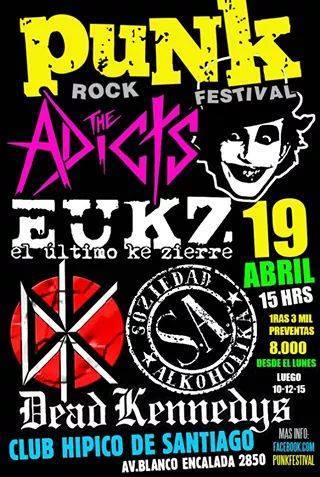 PUNK
ROCK FESTIVAL
THE ADICTS
EUKZ
el último ke zierre
19
ABRIL
15 HRS
1RAS 3 MIL
PREVENTAS
8.000
DESDE EL LUNES
LUEGO
10-12-15
DK
SOZIEDAD
S.A
ALKOHOLIKA
Dead Kennedys
CLUB HIPICO DE SANTIAGO
AV.BLANCO ENCALADA 2850
MAS INFO:
FACEBOOK.COM
PUNKFESTIVAL